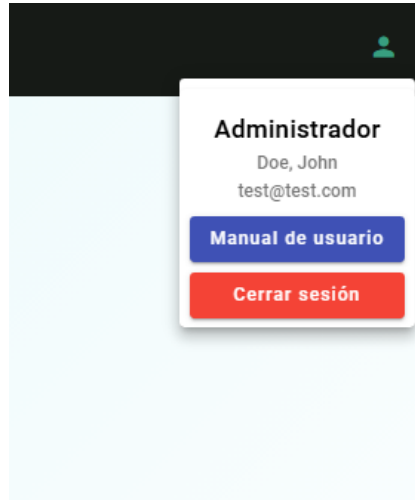 Administrador
Doe, John
test@test.com
Manual de usuario
Cerrar sesión